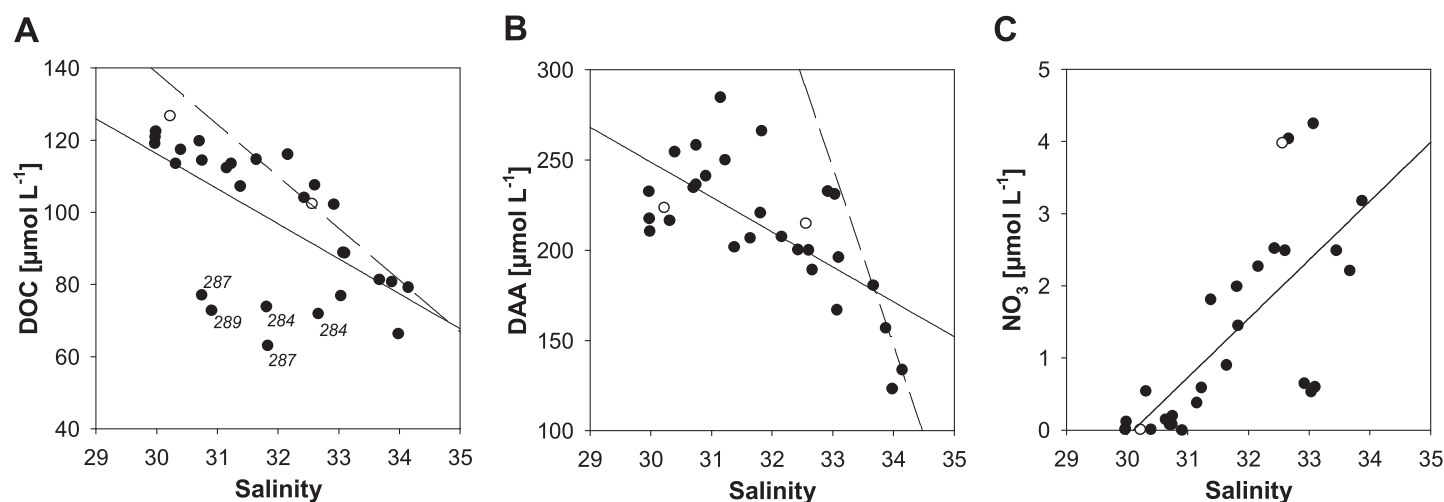 A
B
C
140
120
100
80
60
40
DOC [µmol L-1]
287
289
284
287
284
29 30 31 32 33 34 35
Salinity
300
250
200
150
100
DAA [µmol L-1]
29 30 31 32 33 34 35
Salinity
5
4
3
2
1
0
NO3 [µmol L-1]
29 30 31 32 33 34 35
Salinity